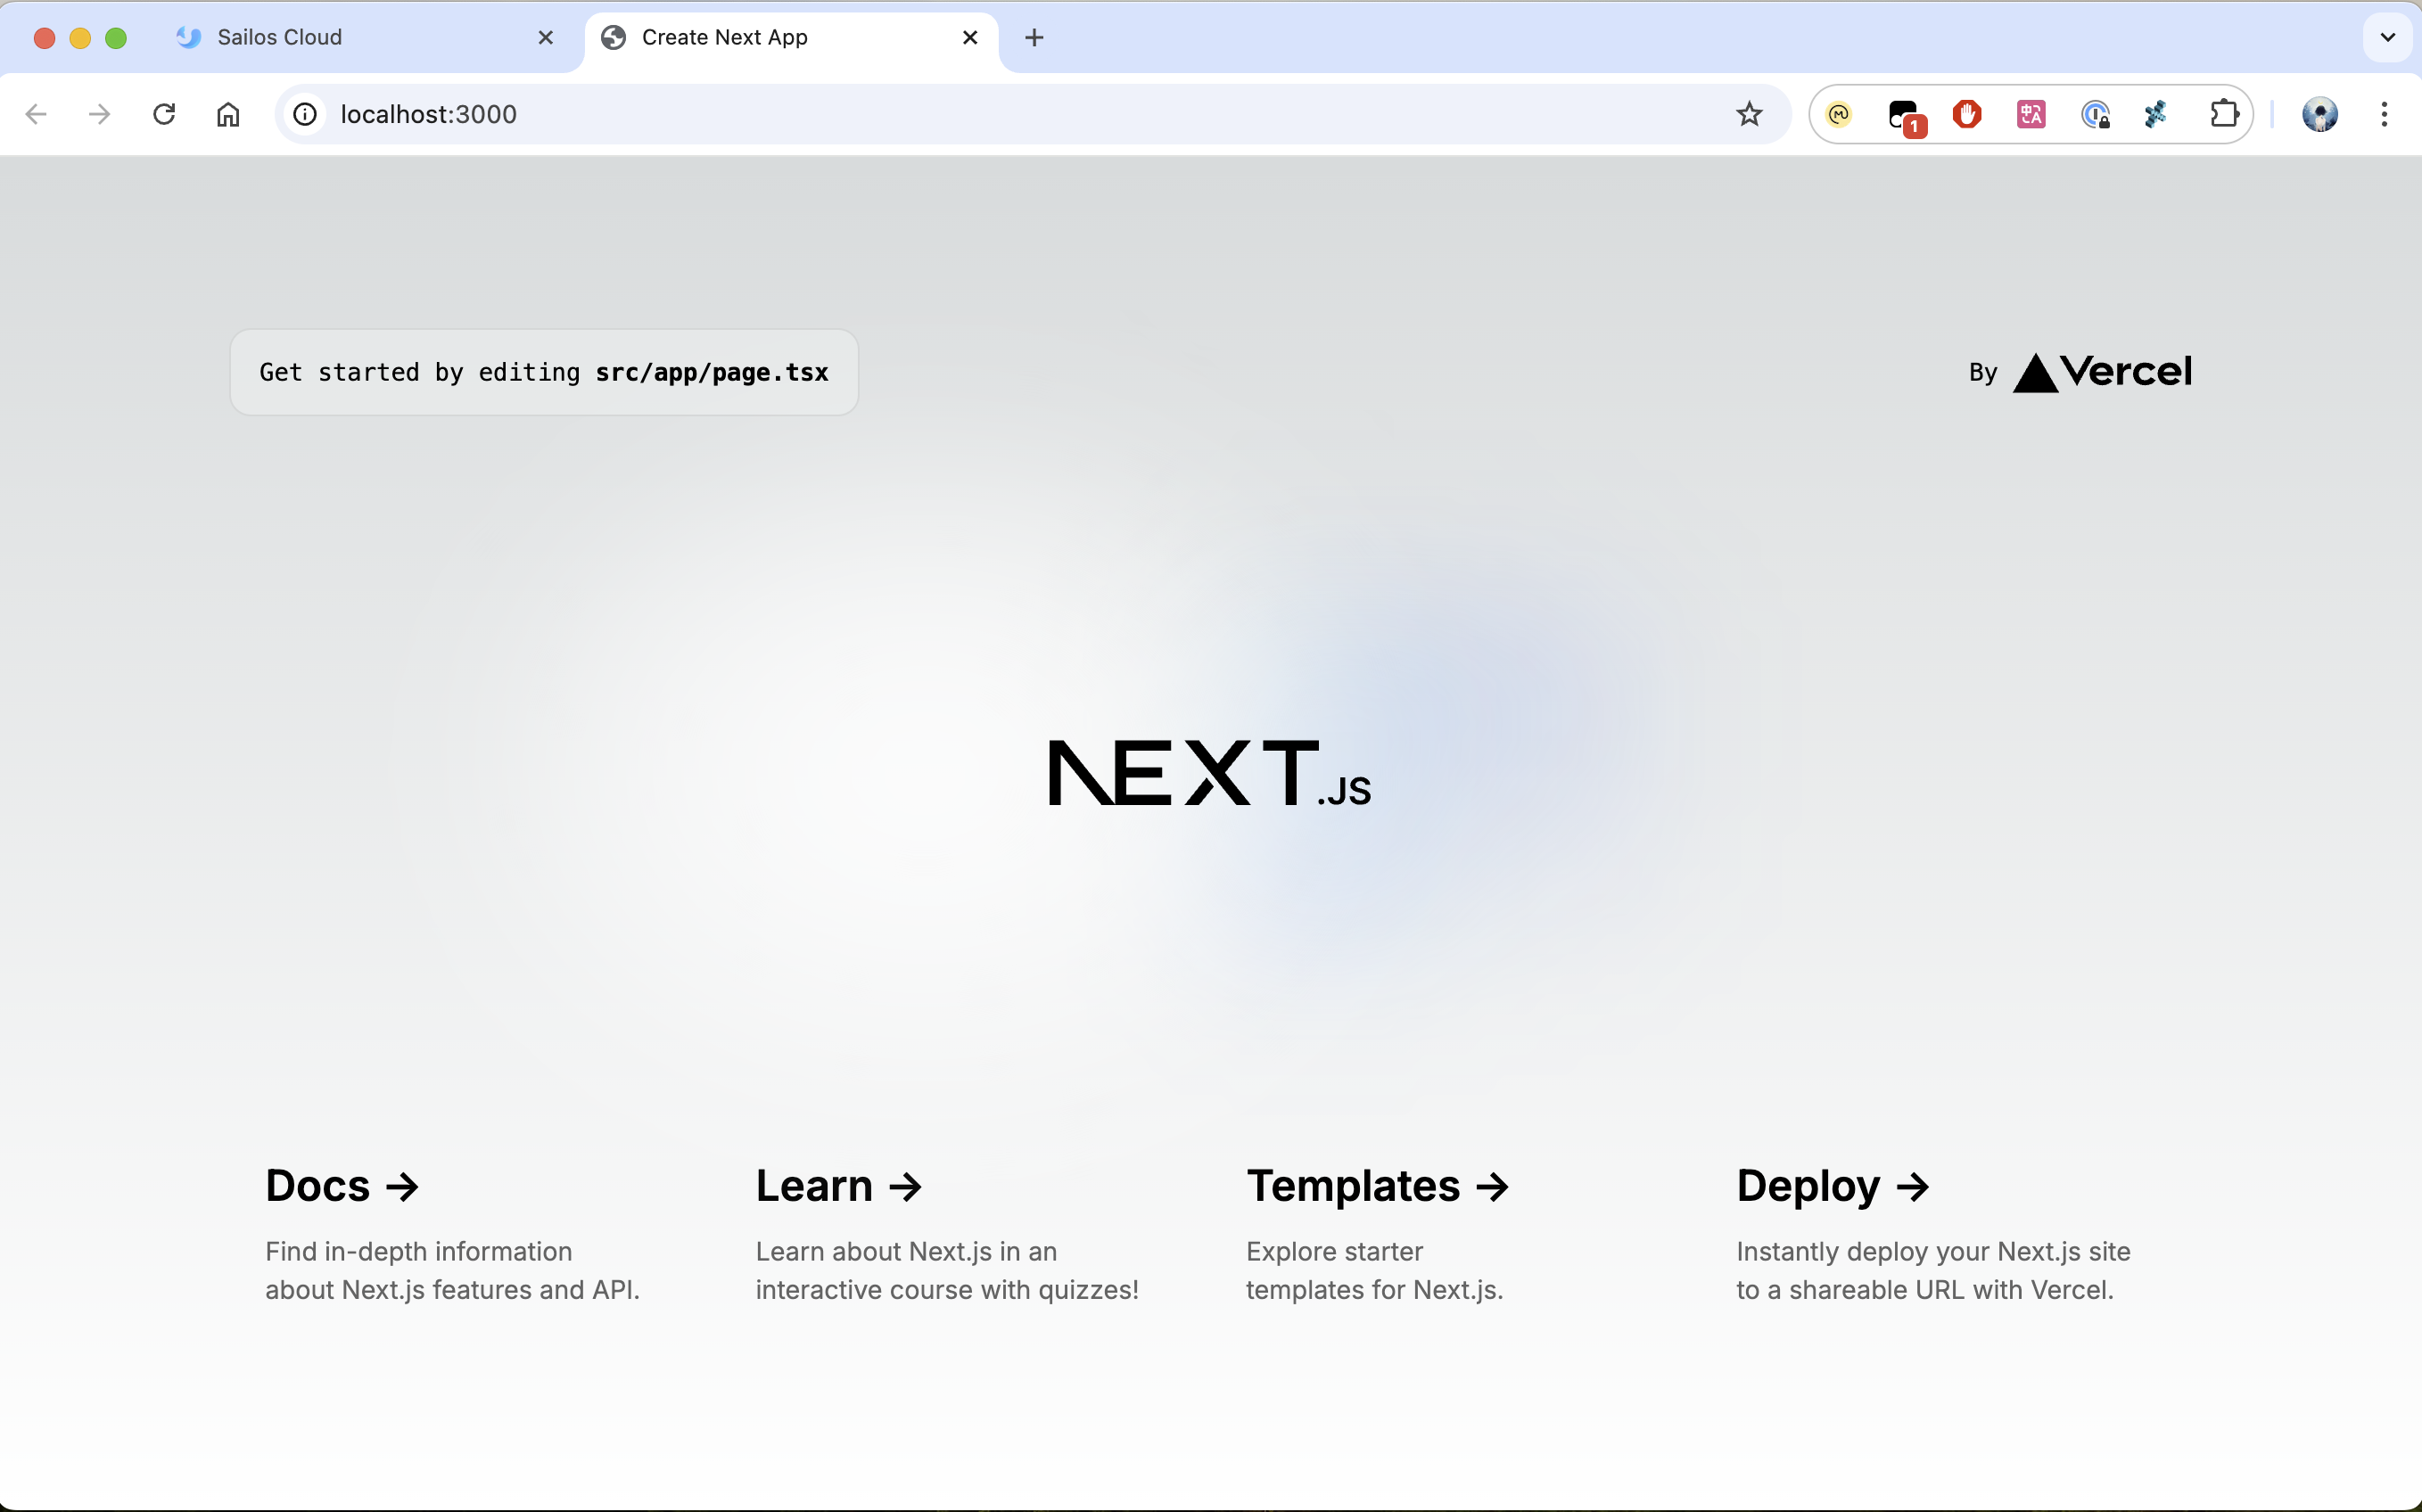 Sailos Cloud
Create Next App
localhost:3000
1
Get started by editing src/app/page.tsx
By Vercel
NEXT.JS
Docs →
Find in-depth information
about Next.js features and API.
Learn →
Learn about Next.js in an
interactive course with quizzes!
Templates →
Explore starter
templates for Next.js.
Deploy →
Instantly deploy your Next.js site
to a shareable URL with Vercel.